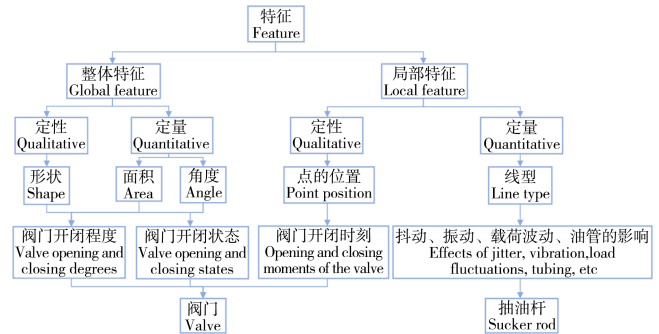 特征
Feature
整体特征
Global feature
局部特征
Local feature
定性
Qualitative
定量
Quantitative
定性
Qualitative
定量
Quantitative
形状
Shape
面积
Area
角度
Angle
点的位置
Point position
线型
Line type
阀门开闭程度
Valve opening and
closing degrees
阀门开闭状态
Valve opening and
closing states
阀门开闭时刻
Opening and closing
moments of the valve
抖动、振动、载荷波动、油管的影响
Effects of jitter, vibration,load
fluctuations, tubing, etc
阀门
Valve
抽油杆
Sucker rod